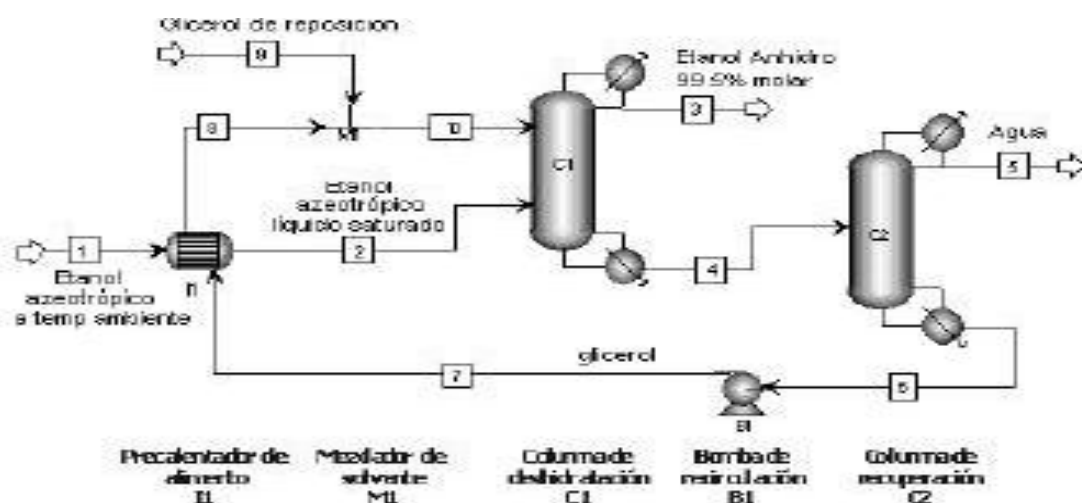 Glicerol de reposición
9
8
M1
10
Etanol Anhidro
99.5% molar
3
C1
Agua
5
C2
Etanol
azeotrópico
líquido saturado
1
2
4
Etanol
azeotrópico
a temp ambiente
glicerol
7
6
B1
Precalentador de
alimento
E1
Mezclador de
solvente
M1
Columna de
deshidratación
C1
Bomba de
recirculación
B1
Columna de
recuperación
C2